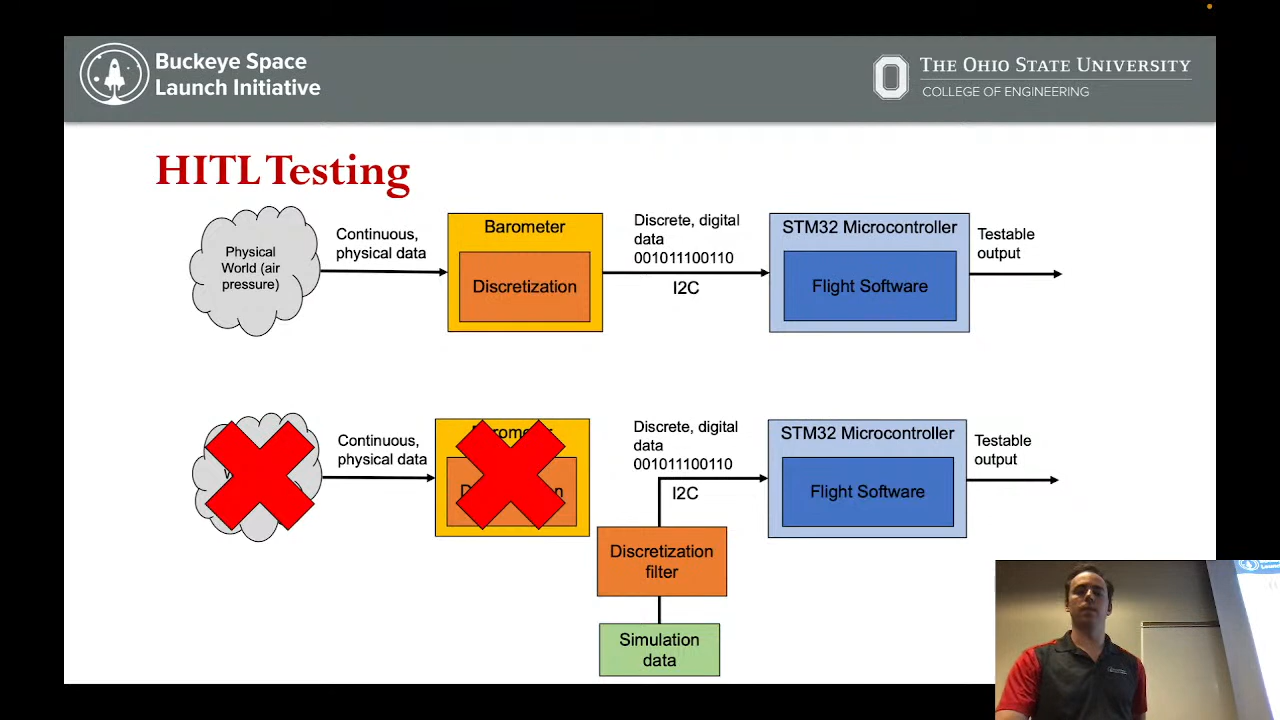 Buckeye Space
Launch Initiative
THE OHIO STATE UNIVERSITY
COLLEGE OF ENGINEERING
HITL Testing
Physical
World (air
pressure)
Continuous,
physical data
Barometer
Discretization
Discrete, digital
data
001011100110
I2C
STM32 Microcontroller
Flight Software
Testable
output
Continuous,
physical data
Discrete, digital
data
001011100110
I2C
STM32 Microcontroller
Flight Software
Testable
output
Discretization
filter
Simulation
data